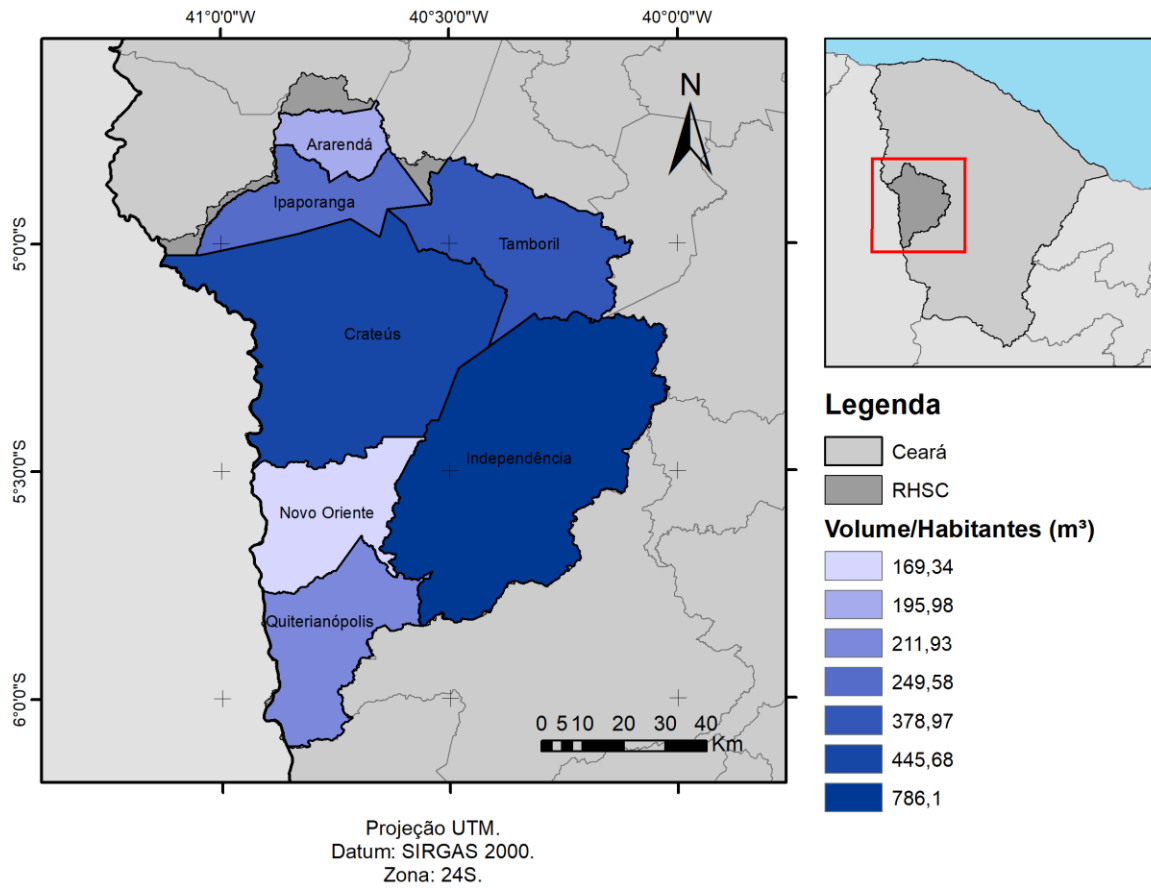 41°0'0"W
40°30'0"W
40°0'0"W
N
Ararendá
Ipaporanga
Tamboril
5°0'0"S
Crateús
Independência
5°30'0"S
Novo Oriente
Quiterianópolis
6°0'0"S
0 5 10 20 30 40
Km
Projeção UTM.
Datum: SIRGAS 2000.
Zona: 24S.
Legenda
Ceará
RHSC
Volume/Habitantes (m³)
169,34
195,98
211,93
249,58
378,97
445,68
786,1